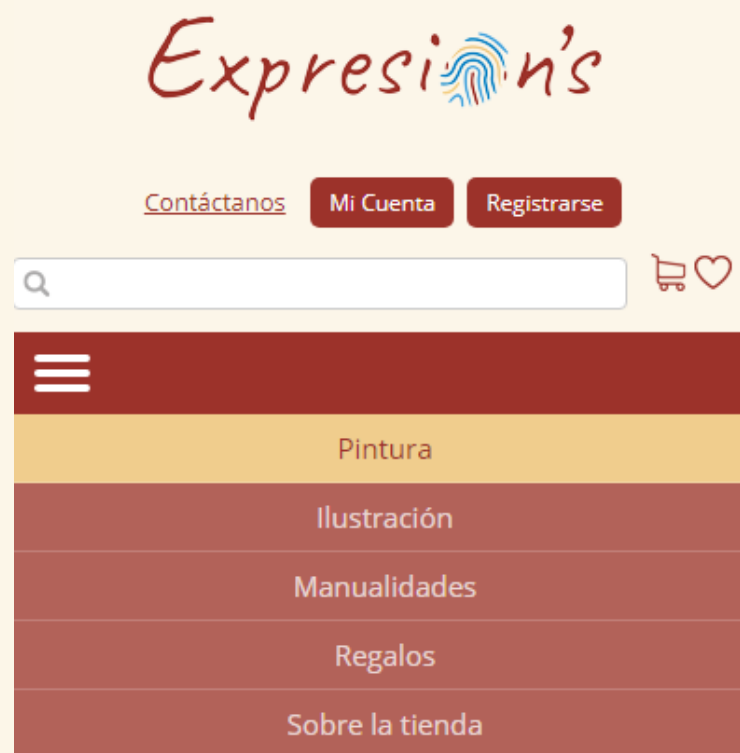 Expresion's
Contáctanos Mi Cuenta Registrarse
Pintura
Ilustración
Manualidades
Regalos
Sobre la tienda